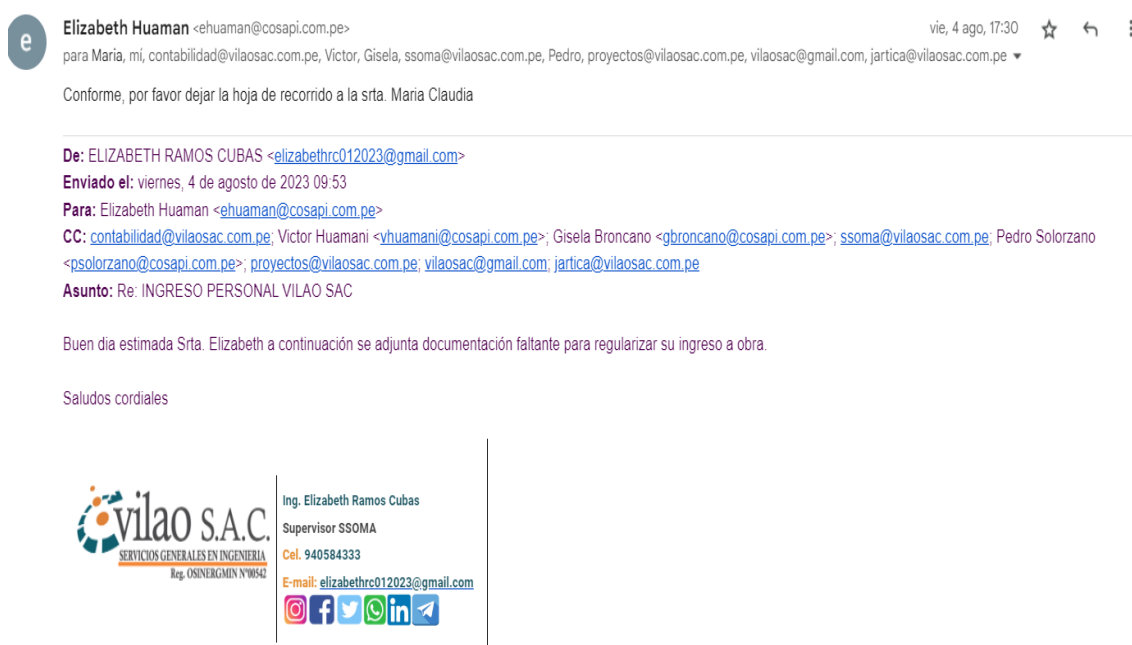 e
Elizabeth Huaman <ehuaman@cosapi.com.pe>
vie, 4 ago, 17:30
para Maria, mí, contabilidad@vilaosac.com.pe, Victor, Gisela, ssoma@vilaosac.com.pe, Pedro, proyectos@vilaosac.com.pe, vilaosac@gmail.com, jartica@vilaosac.com.pe
Conforme, por favor dejar la hoja de recorrido a la srta. Maria Claudia
De: ELIZABETH RAMOS CUBAS <elizabethrc012023@gmail.com>
Enviado el: viernes, 4 de agosto de 2023 09:53
Para: Elizabeth Huaman <ehuaman@cosapi.com.pe>
CC: contabilidad@vilaosac.com.pe; Victor Huamani <vhuamani@cosapi.com.pe>; Gisela Broncano <gbroncano@cosapi.com.pe>; ssoma@vilaosac.com.pe; Pedro Solorzano
<psolorzano@cosapi.com.pe>; proyectos@vilaosac.com.pe; vilaosac@gmail.com; jartica@vilaosac.com.pe
Asunto: Re: INGRESO PERSONAL VILAO SAC
Buen dia estimada Srta. Elizabeth a continuación se adjunta documentación faltante para regularizar su ingreso a obra.
Saludos cordiales
vilao S.A.C.
SERVICIOS GENERALES EN INGENIERIA
Reg. OSINERGMIN Nº00542
Ing. Elizabeth Ramos Cubas
Supervisor SSOMA
Cel. 940584333
E-mail: elizabethrc012023@gmail.com